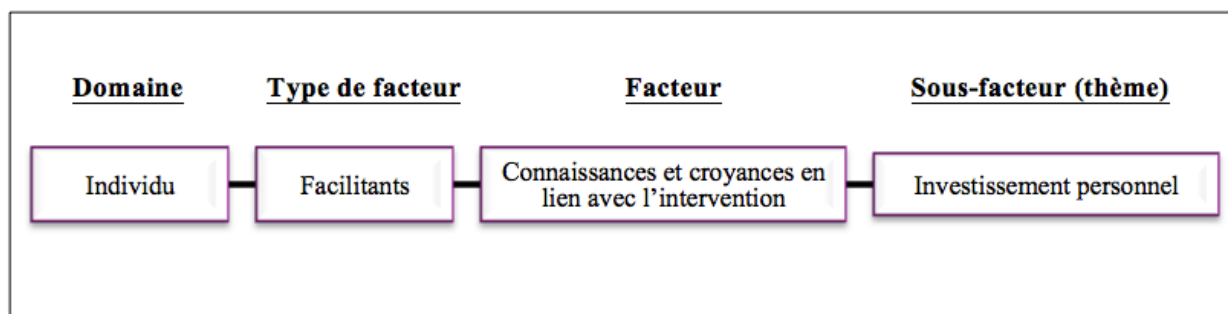 Domaine Type de facteur Facteur Sous-facteur (thème)
Individu
Facilitants
Connaissances et croyances en
lien avec l’intervention
Investissement personnel